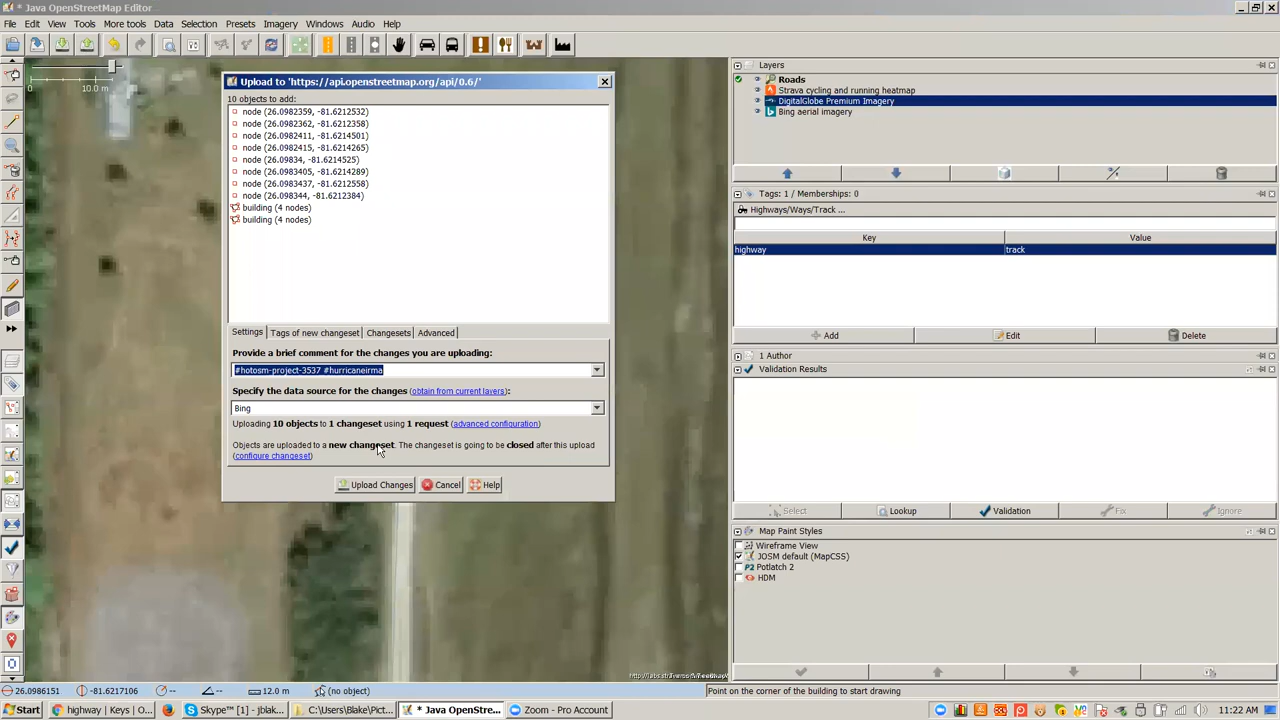 * Java OpenStreetMap Editor
File Edit View Tools More tools Data Selection Presets Imagery Windows Audio Help
10.0 m
Upload to 'https://api.openstreetmap.org/api/0.6/'
10 objects to add:
node (26.0982359, -81.6212532)
node (26.0982362, -81.6212358)
node (26.0982411, -81.6214501)
node (26.0982415, -81.6214265)
node (26.09834, -81.6214525)
node (26.0983405, -81.6214289)
node (26.0983437, -81.6212558)
node (26.098344, -81.6212384)
building (4 nodes)
building (4 nodes)
Settings Tags of new changeset Changesets Advanced
Provide a brief comment for the changes you are uploading:
#hotosm-project-3537 #hurricaneirma
Specify the data source for the changes (obtain from current layers):
Bing
Uploading 10 objects to 1 changeset using 1 request (advanced configuration)
Objects are uploaded to a new changeset. The changeset is going to be closed after this upload
(configure changeset)
Upload Changes Cancel Help
Layers
Roads
Strava cycling and running heatmap
DigitalGlobe Premium Imagery
Bing aerial imagery
Tags: 1 / Memberships: 0
Highways/Ways/Track ...
Key Value
highway track
Add Edit Delete
1 Author
Validation Results
Select Lookup Validation Fix Ignore
Map Paint Styles
Wireframe View
JOSM default (MapCSS)
Potlatch 2
HDM
26.0986151 -81.6217106 -- -- 12.0 m (no object) Point on the corner of the building to start drawing
Start highway | Keys | O... Skype™ [1] - jblak... C:\Users\Blake\Pict... * Java OpenStre... Zoom - Pro Account 11:22 AM